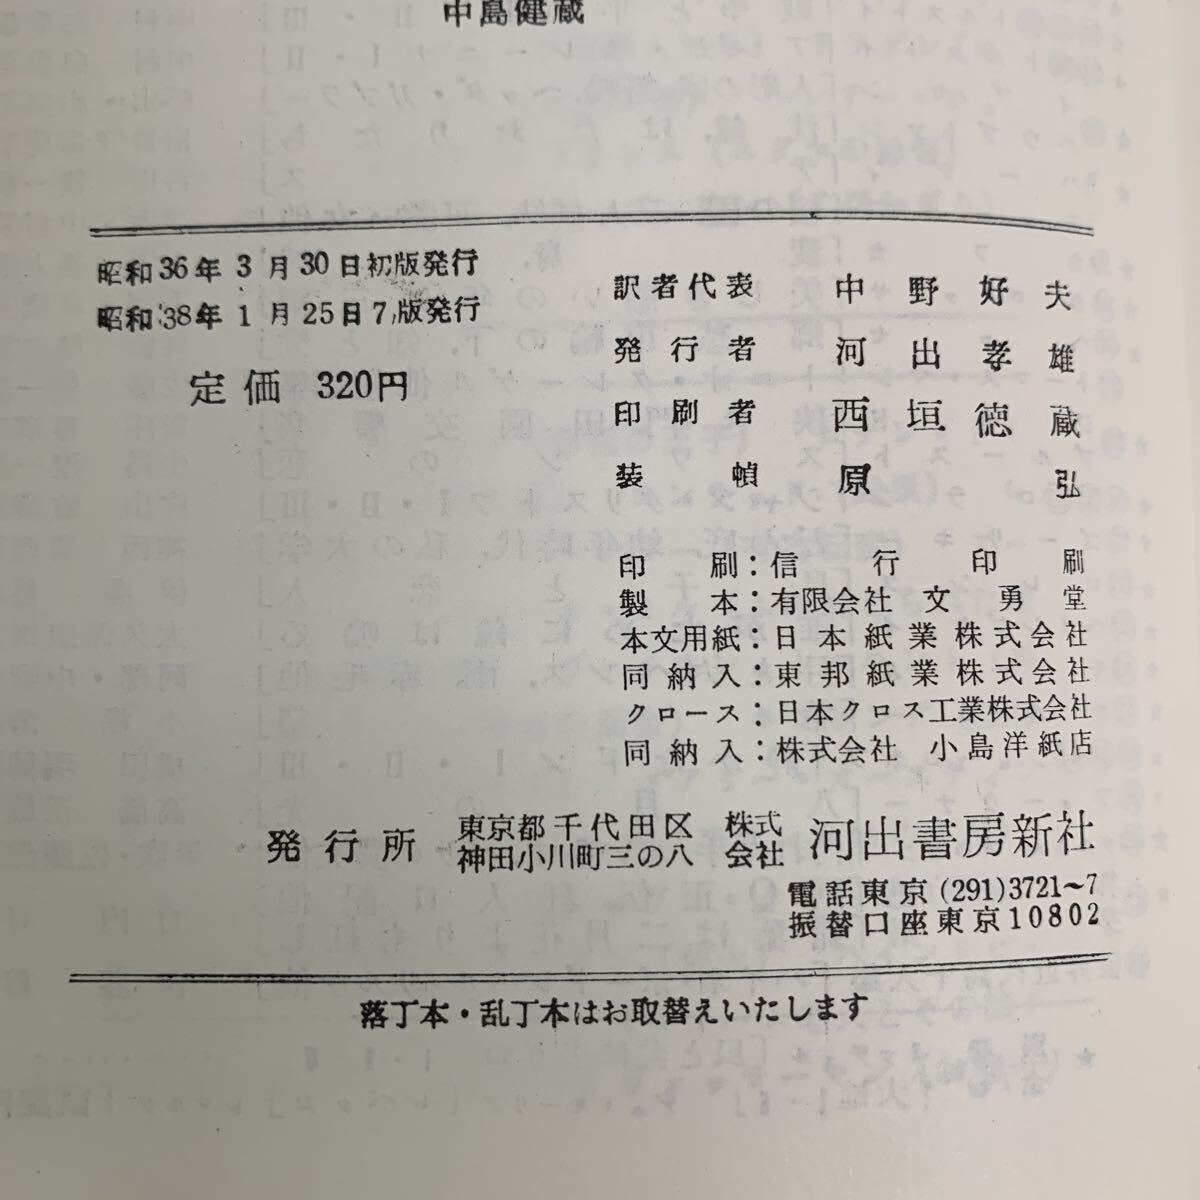 中島健蔵
昭和36年3月30日初版発行
昭和38年1月25日7版発行
定価 320円
訳者代表 中野好夫
発行者 河出孝雄
印刷者 西垣徳蔵
装幀 原弘
印刷：信行印刷
製本：有限会社文勇堂
本文用紙：日本紙業株式会社
同納入：東邦紙業株式会社
クロース：日本クロス工業株式会社
同納入：株式会社 小島洋紙店
発行所 東京都千代田区神田小川町三の八 株式会社 河出書房新社
電話東京(291)3721~7
振替口座東京10802
落丁本・乱丁本はお取替えいたします